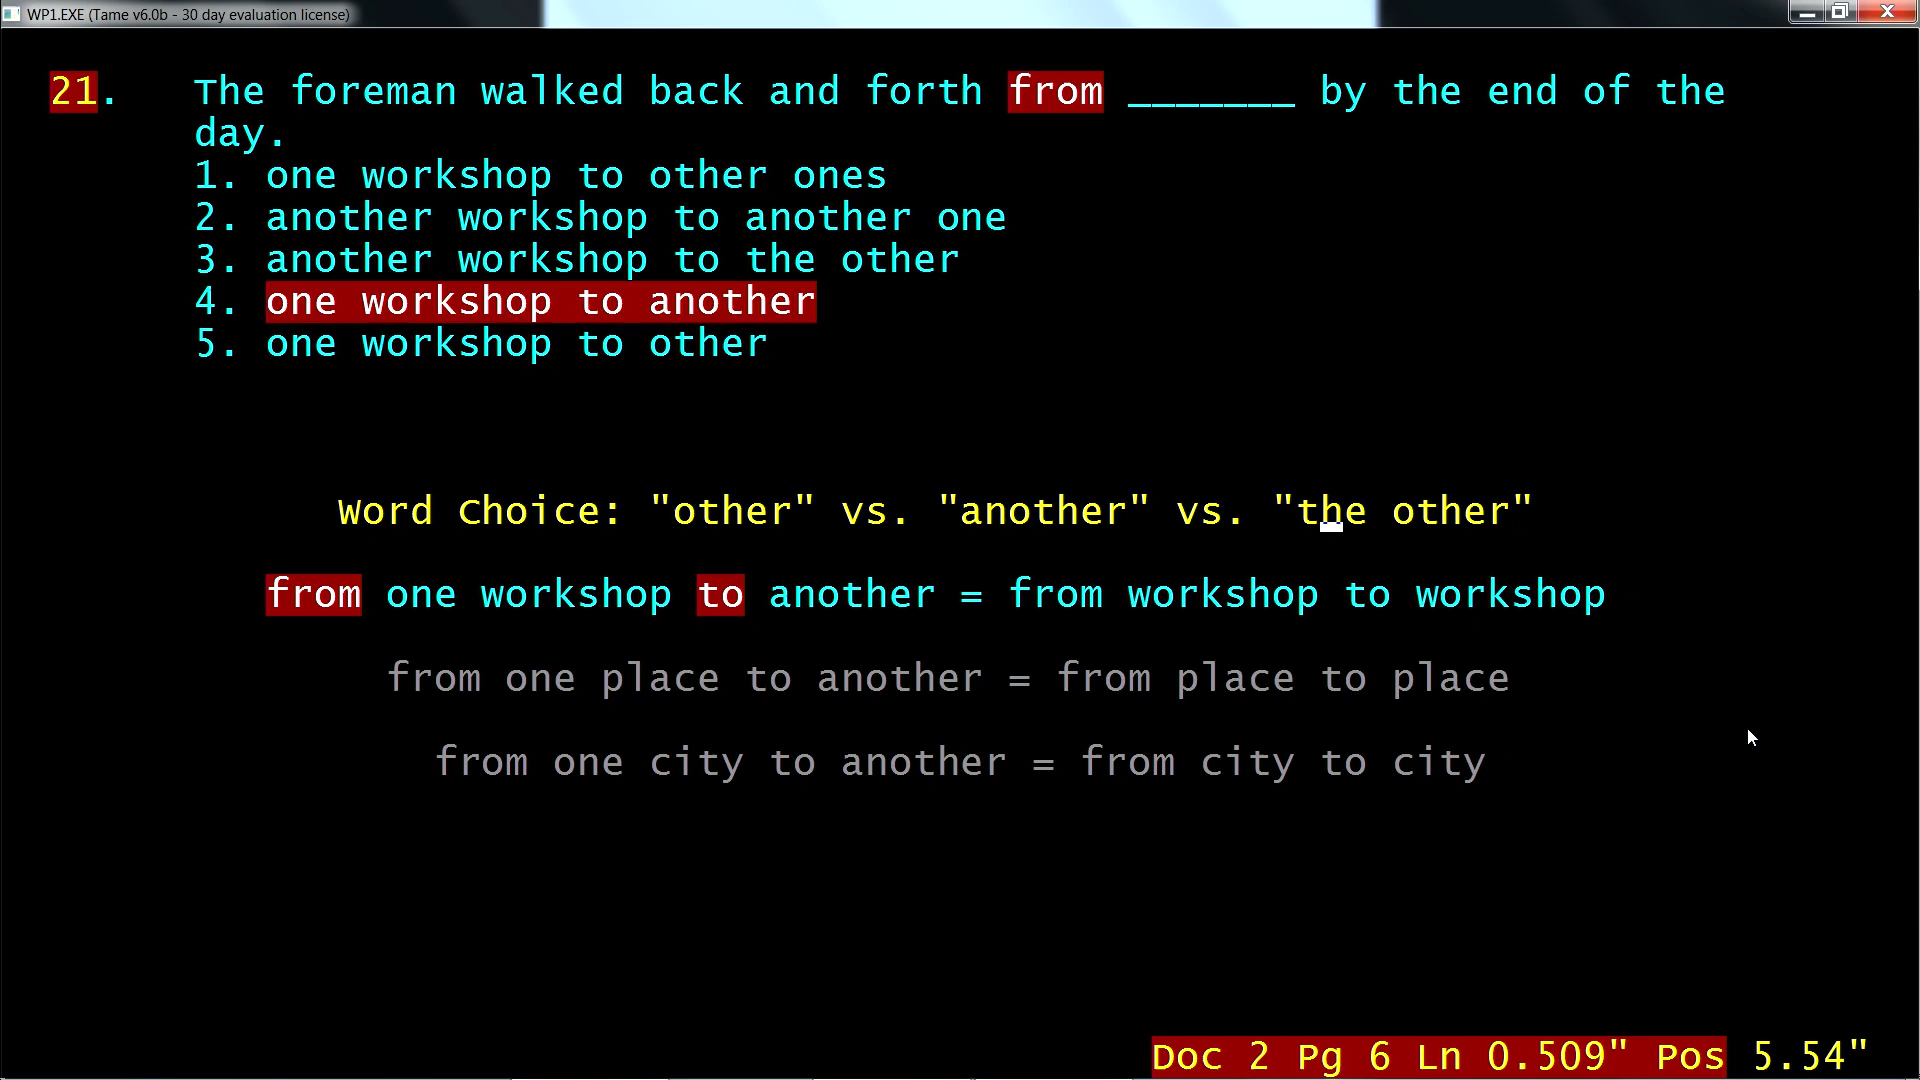 WP1.EXE (Tame v6.0b - 30 day evaluation license)
21. The foreman walked back and forth from _______ by the end of the
day.
1. one workshop to other ones
2. another workshop to another one
3. another workshop to the other
4. one workshop to another
5. one workshop to other
Word Choice: "other" vs. "another" vs. "the other"
from one workshop to another = from workshop to workshop
from one place to another = from place to place
from one city to another = from city to city
Doc 2 Pg 6 Ln 0.509" Pos 5.54"